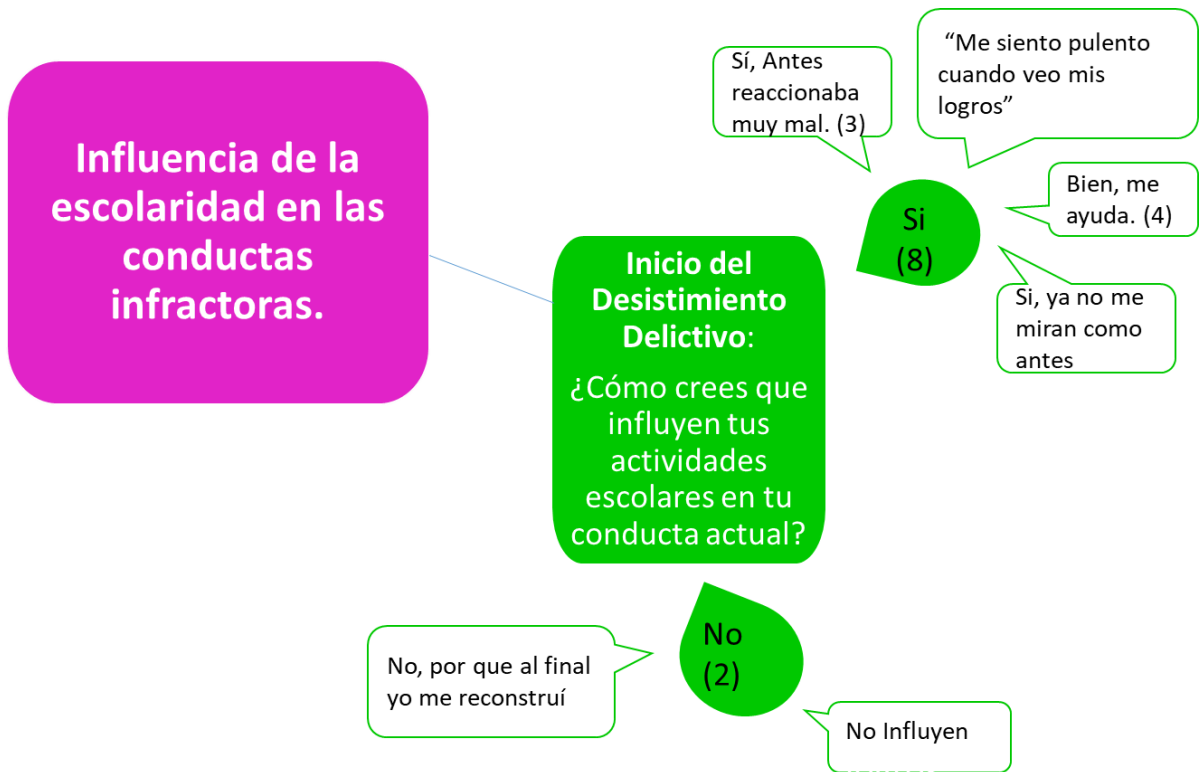 Influencia de la
escolaridad en las
conductas
infractoras.
Inicio del
Desistimiento
Delictivo:
¿Cómo crees que
influyen tus
actividades
escolares en tu
conducta actual?
Si
(8)
Sí, Antes
reaccionaba
muy mal. (3)
“Me siento pulento
cuando veo mis
logros”
Bien, me
ayuda. (4)
Si, ya no me
miran como
antes
No
(2)
No, por que al final
yo me reconstruí
No Influyen